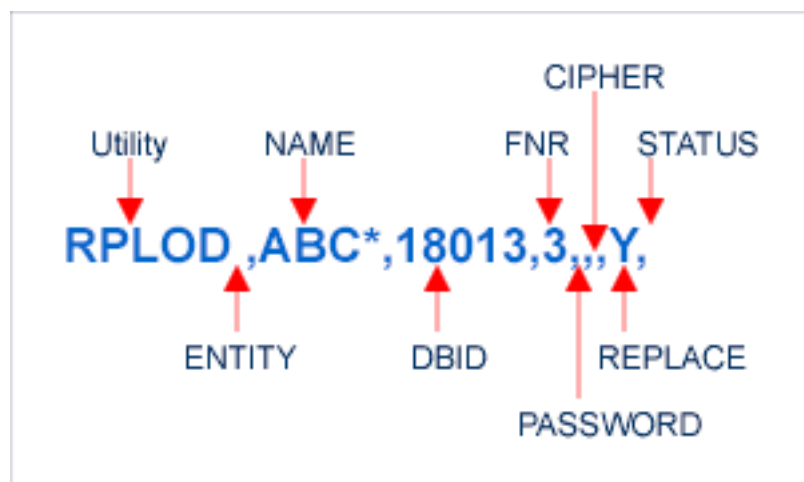 CIPHER
Utility NAME FNR STATUS
RPLOD ,ABC*,18013,3,,,Y,
ENTITY DBID REPLACE
PASSWORD